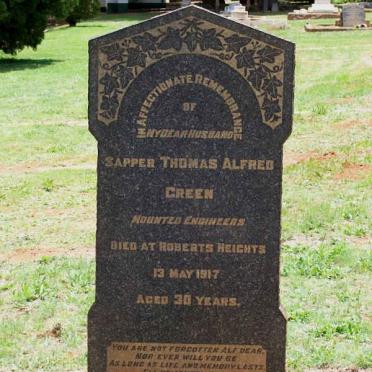 IN AFFECTIONATE REMEMBRANCE
OF
MY DEAR HUSBAND
SAPPER THOMAS ALFRED
GREEN
MOUNTED ENGINEERS
DIED AT ROBERTS HEIGHTS
13 MAY 1917
AGED 30 YEARS.
YOU ARE NOT FORGOTTEN ALF DEAR,
NOR EVER WILL YOU BE
AS LONG AS LIFE AND MEMORY LASTS